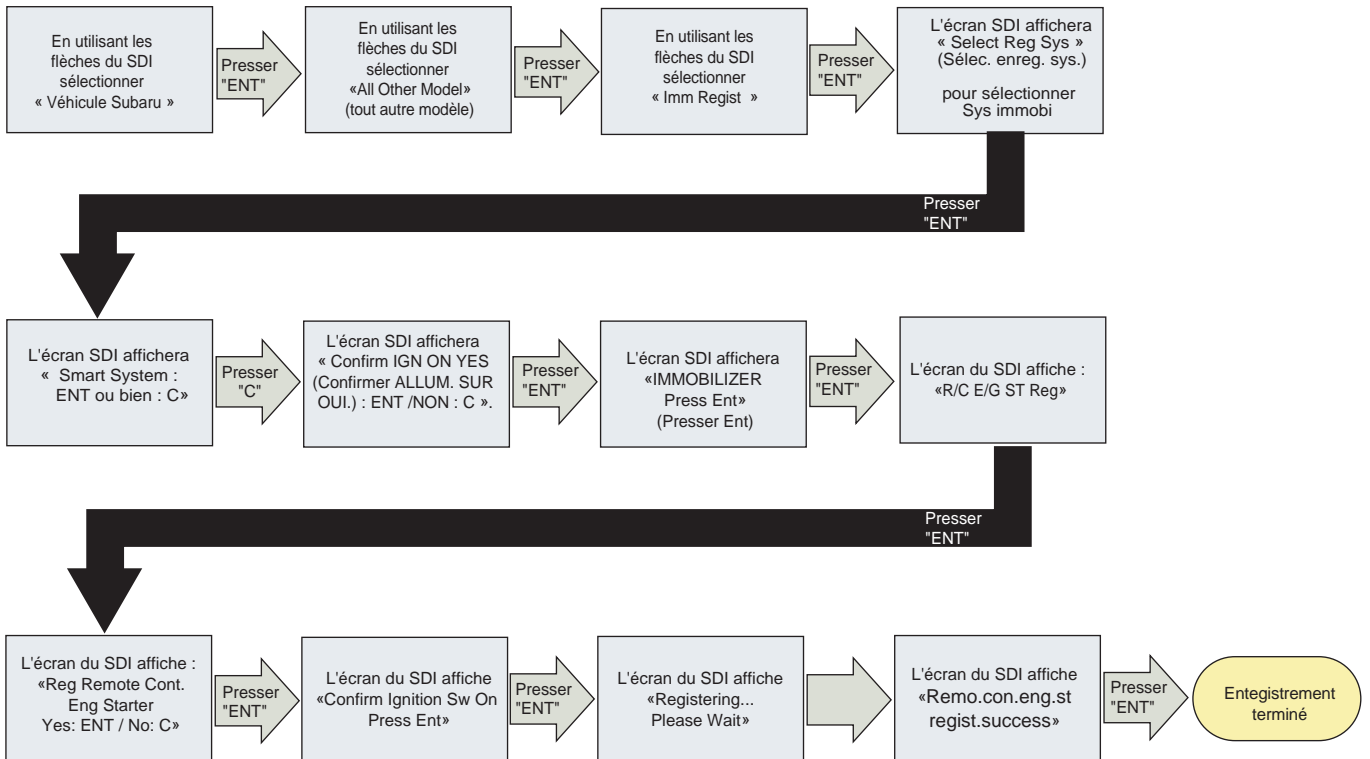 En utilisant les
flèches du SDI
sélectionner
« Véhicule Subaru »
Presser
"ENT"
En utilisant les
flèches du SDI
sélectionner
«All Other Model»
(tout autre modèle)
Presser
"ENT"
En utilisant les
flèches du SDI
sélectionner
« Imm Regist »
Presser
"ENT"
L'écran SDI affichera
« Select Reg Sys »
(Sélec. enreg. sys.)
pour sélectionner
Sys immobi
Presser
"ENT"
L'écran SDI affichera
« Smart System :
ENT ou bien : C»
Presser
"C"
L'écran SDI affichera
« Confirm IGN ON YES
(Confirmer ALLUM. SUR
OUI.) : ENT /NON : C ».
Presser
"ENT"
L'écran SDI affichera
«IMMOBILIZER
Press Ent»
(Presser Ent)
Presser
"ENT"
L'écran du SDI affiche :
«R/C E/G ST Reg»
Presser
"ENT"
L'écran du SDI affiche :
«Reg Remote Cont.
Eng Starter
Yes: ENT / No: C»
Presser
"ENT"
L'écran du SDI affiche
«Confirm Ignition Sw On
Press Ent»
Presser
"ENT"
L'écran du SDI affiche
«Registering...
Please Wait»
L'écran du SDI affiche
«Remo.con.eng.st
regist.success»
Presser
"ENT"
Entegistrement
terminé